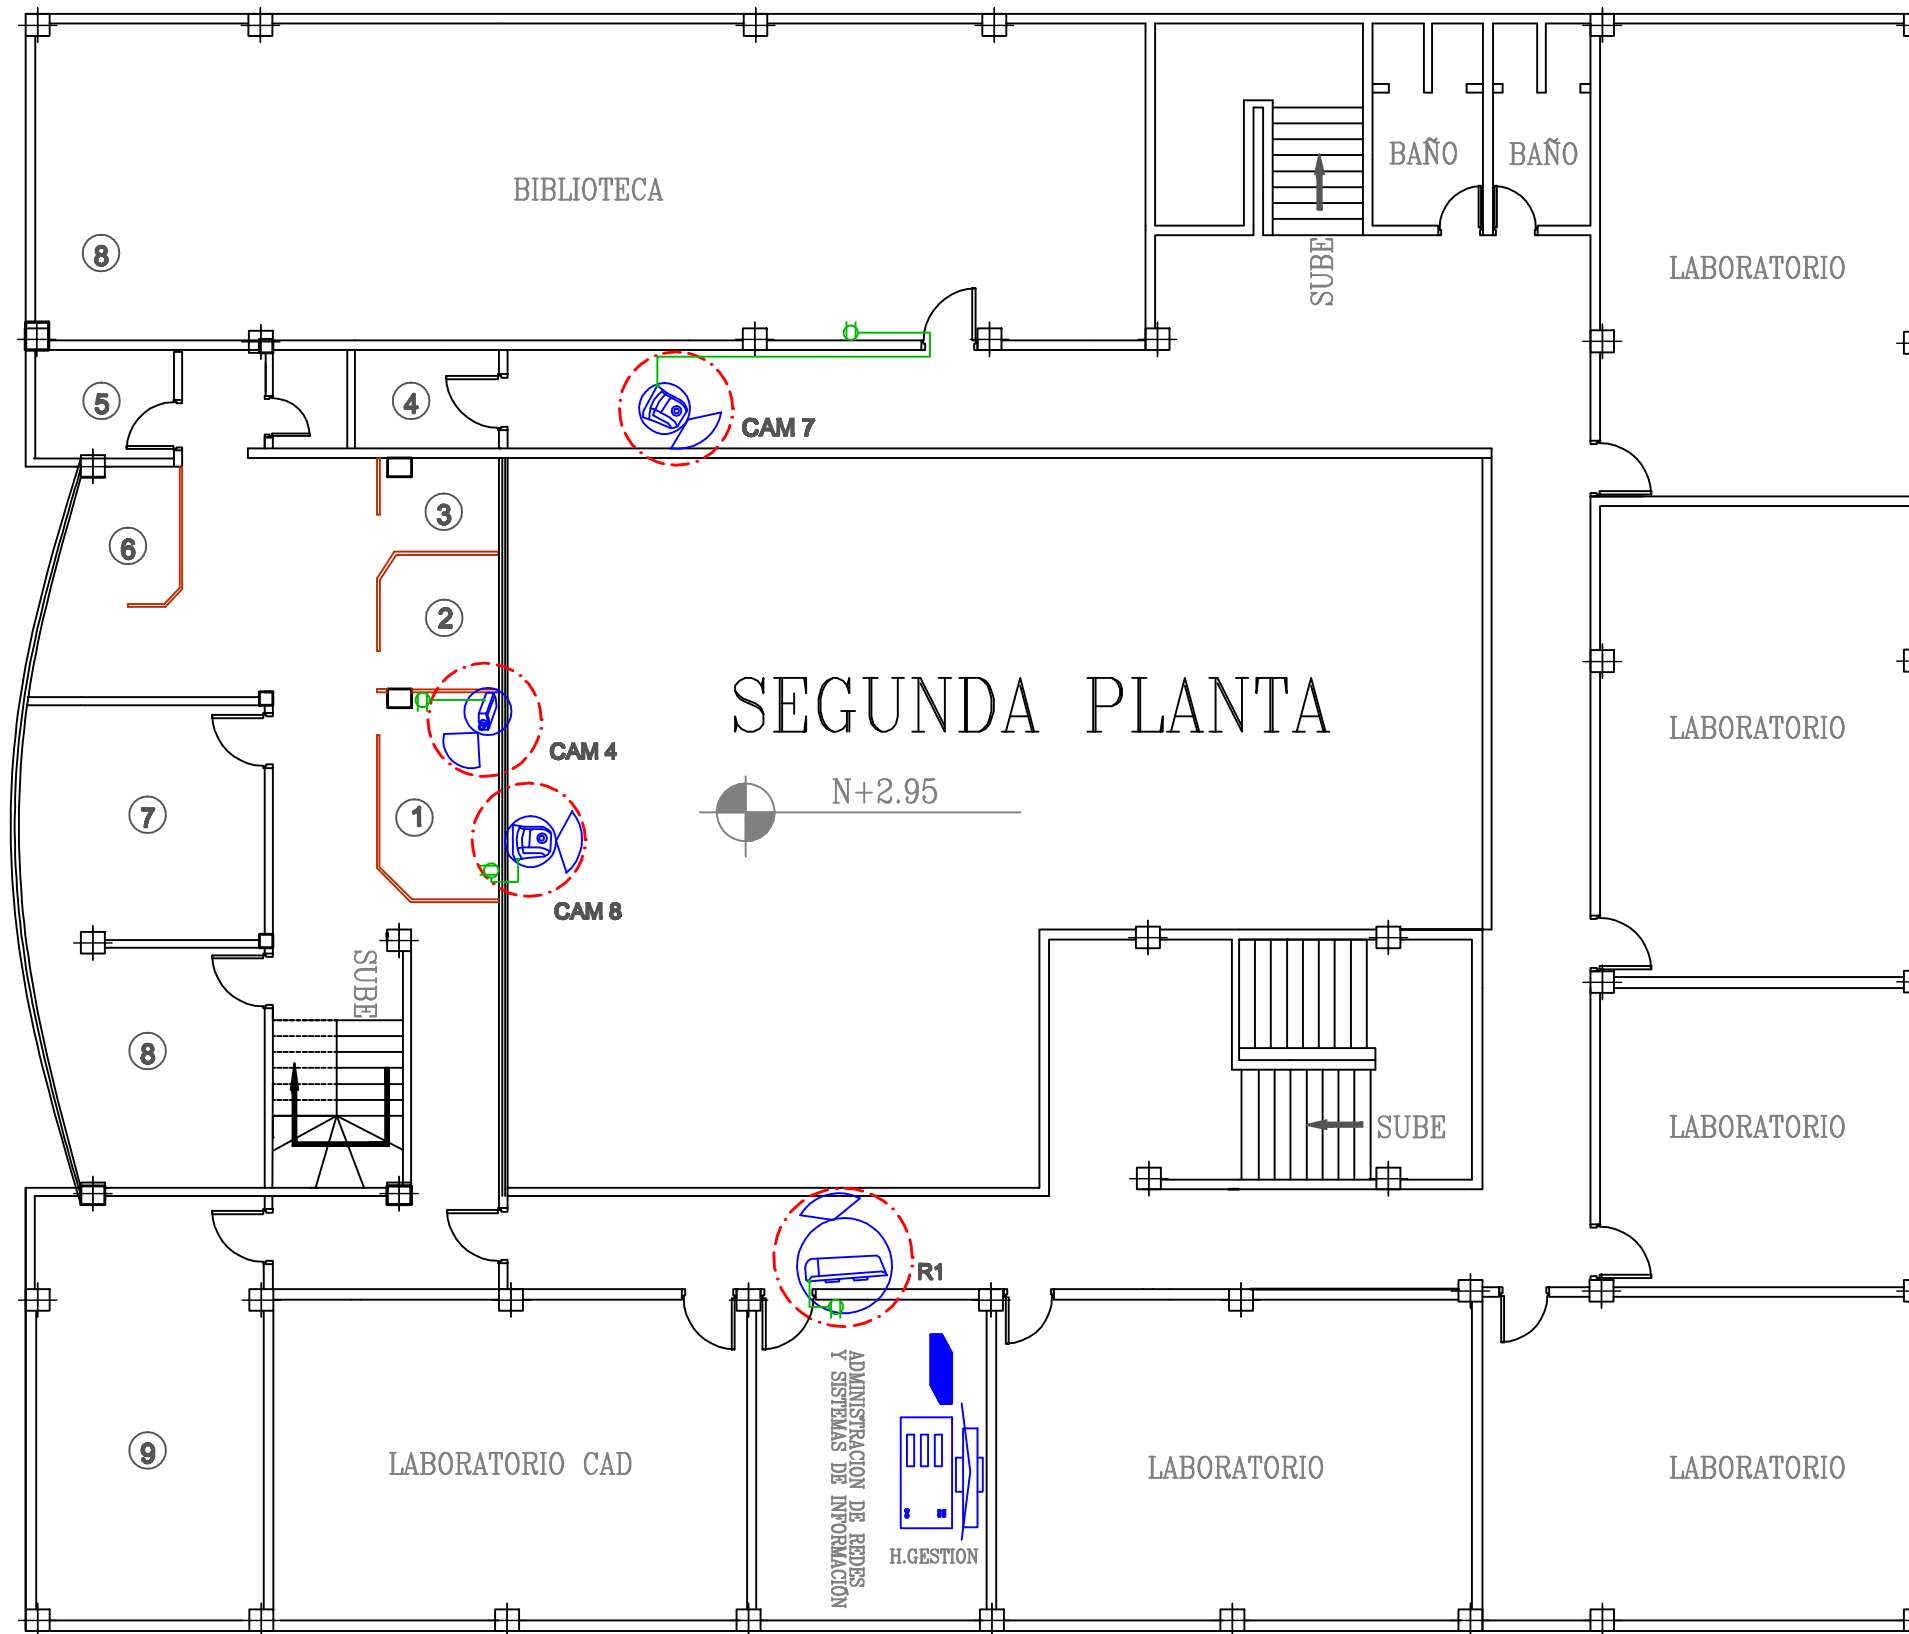 BIBLIOTECA
BAÑO
BAÑO
SUBE
LABORATORIO
8
5
4
CAM 7
3
6
2
SEGUNDA PLANTA
LABORATORIO
CAM 4
N+2.95
7
1
CAM 8
SUBE
8
SUBE
LABORATORIO
R1
ADMINISTRACION DE REDES
Y SISTEMAS DE INFORMACIÓN
9
LABORATORIO CAD
LABORATORIO
LABORATORIO
H.GESTION